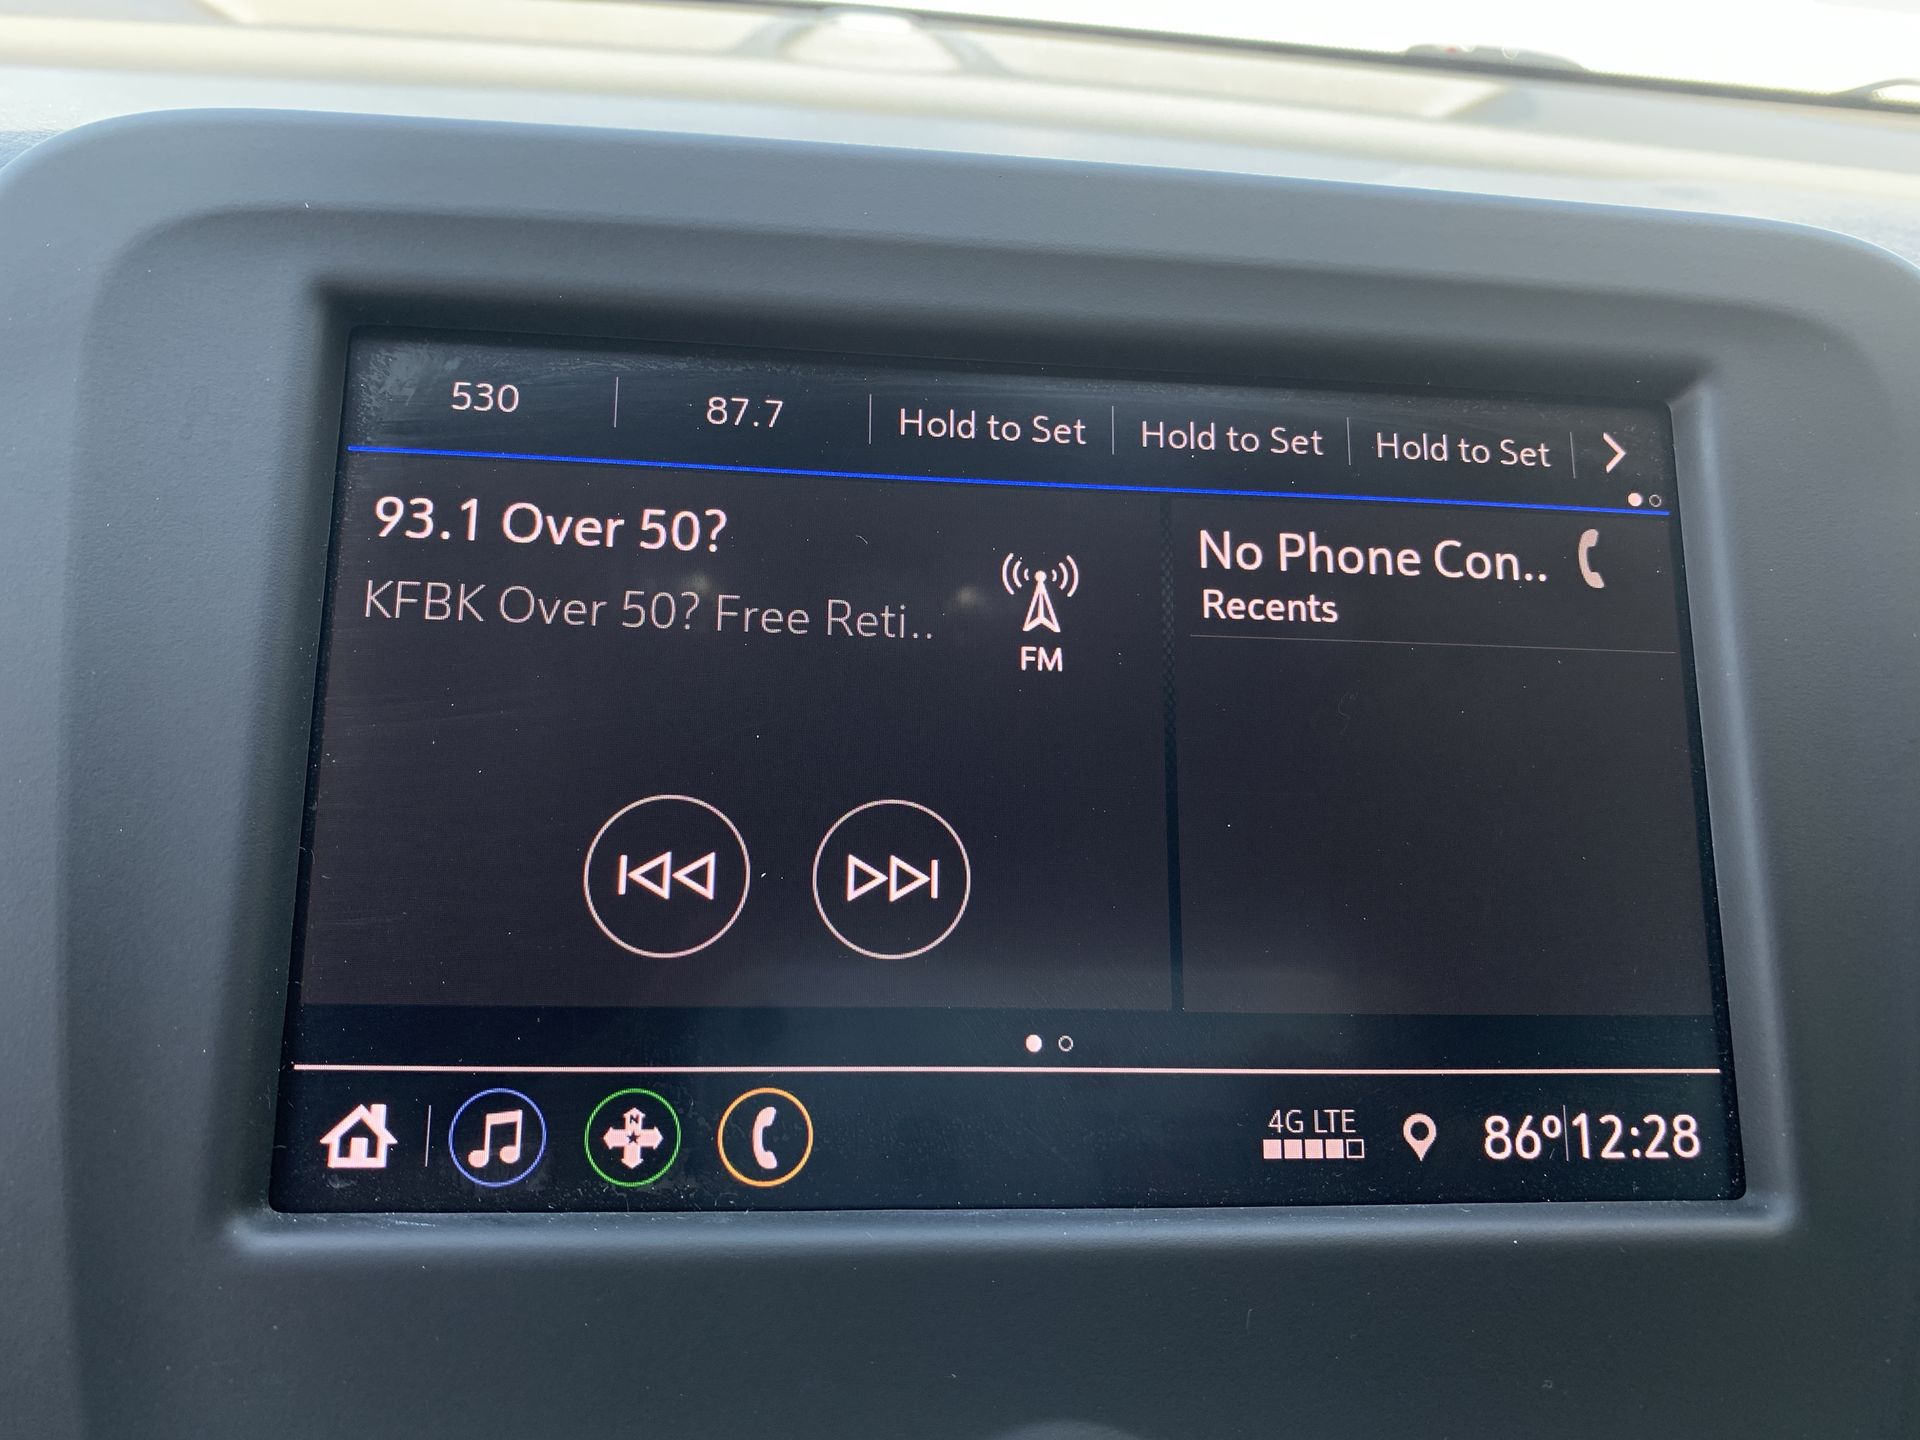 530 87.7 Hold to Set Hold to Set Hold to Set
93.1 Over 50?
KFBK Over 50? Free Reti..
FM
No Phone Con..
Recents
N
4G LTE
86º 12:28